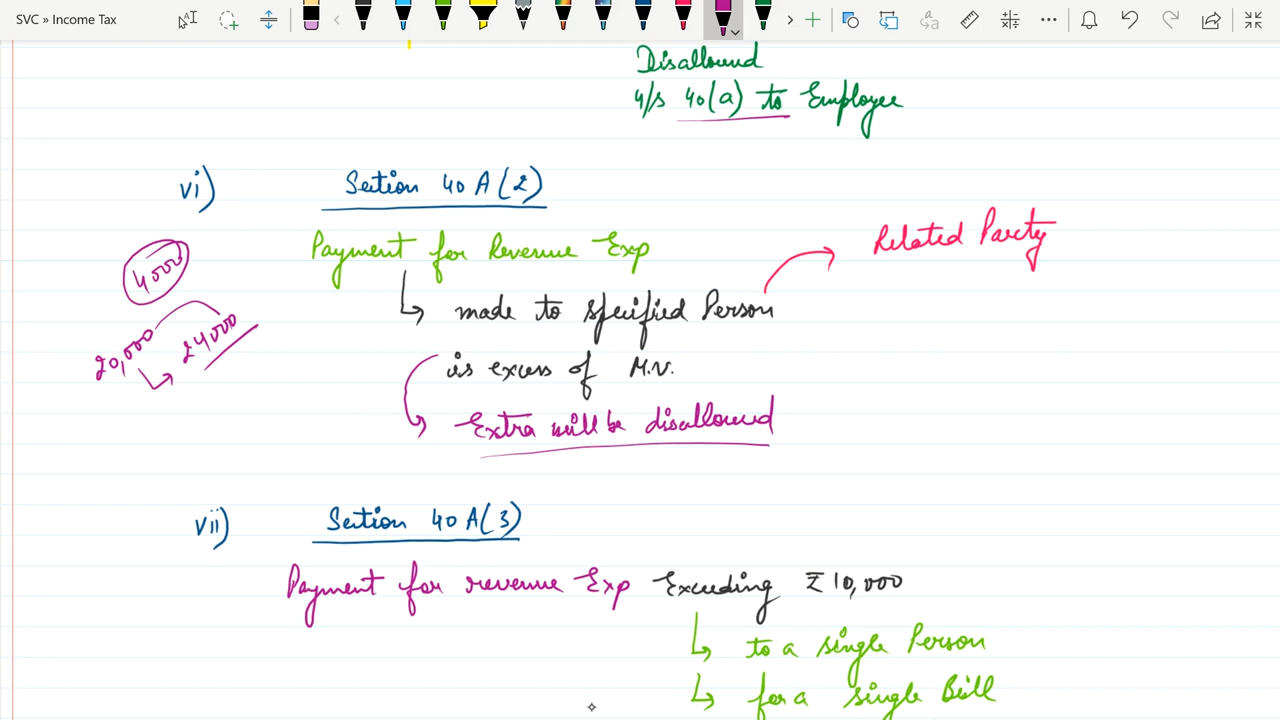 SVC » Income Tax
Disallowed
u/s 40(a) to Employee
vi) Section 40 A(2)
Payment for Revenue Exp
Related Party
4000
made to specified Person
20,000 24000
is excess of M.V.
Extra will be disallowed
vii) Section 40 A(3)
Payment for revenue Exp Exceeding ₹ 10,000
to a single Person
for a single Bill